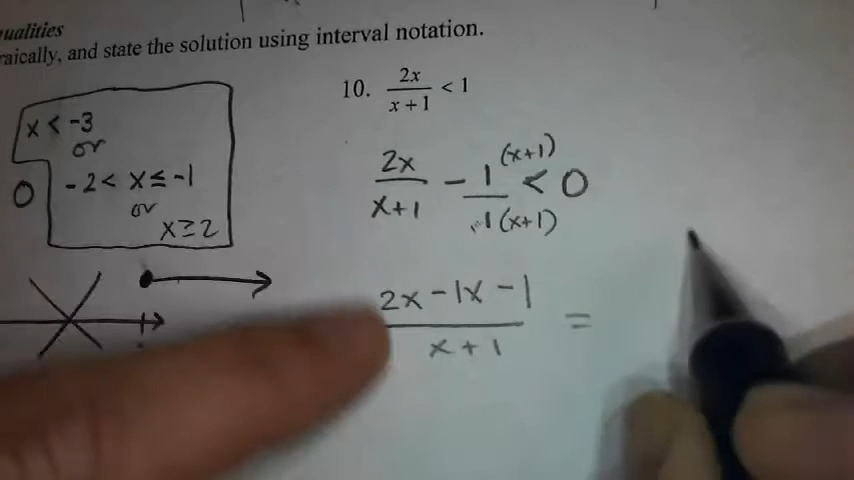 ualities
raically, and state the solution using interval notation.
x < -3
or
0 -2 < x ≤ -1
or
x ≥ 2
10. 2x/(x + 1) < 1
2x/(x+1) - 1(x+1)/1(x+1) < 0
(2x - 1x - 1)/(x + 1) =